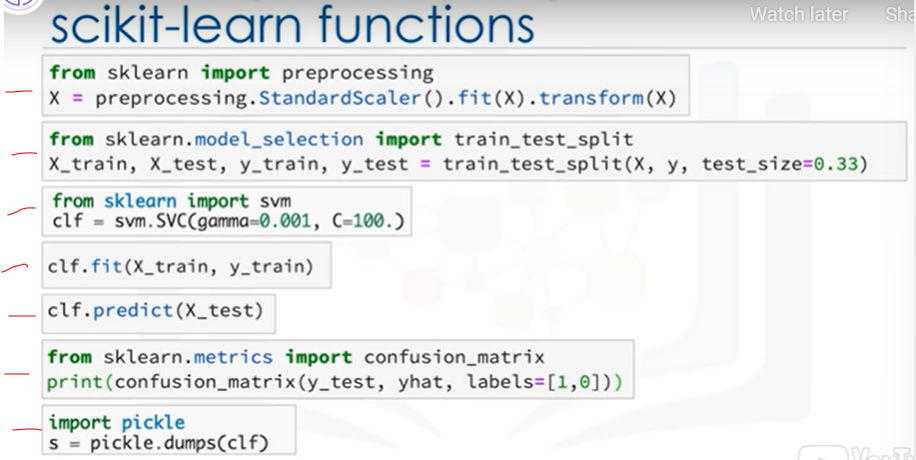 scikit-learn functions
Watch later
from sklearn import preprocessing
X = preprocessing.StandardScaler().fit(X).transform(X)
from sklearn.model_selection import train_test_split
X_train, X_test, y_train, y_test = train_test_split(X, y, test_size=0.33)
from sklearn import svm
clf = svm.SVC(gamma=0.001, C=100.)
clf.fit(X_train, y_train)
clf.predict(X_test)
from sklearn.metrics import confusion_matrix
print(confusion_matrix(y_test, yhat, labels=[1,0]))
import pickle
s = pickle.dumps(clf)